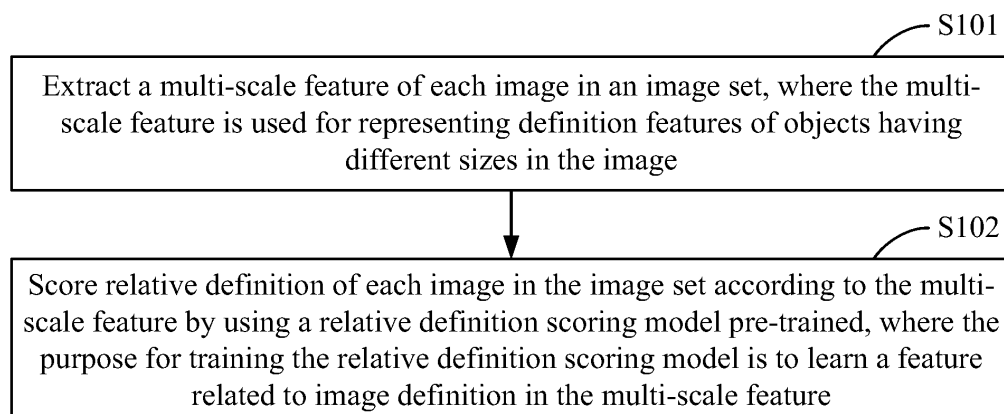 S101
Extract a multi-scale feature of each image in an image set, where the multi-
scale feature is used for representing definition features of objects having
different sizes in the image
S102
Score relative definition of each image in the image set according to the multi-
scale feature by using a relative definition scoring model pre-trained, where the
purpose for training the relative definition scoring model is to learn a feature
related to image definition in the multi-scale feature